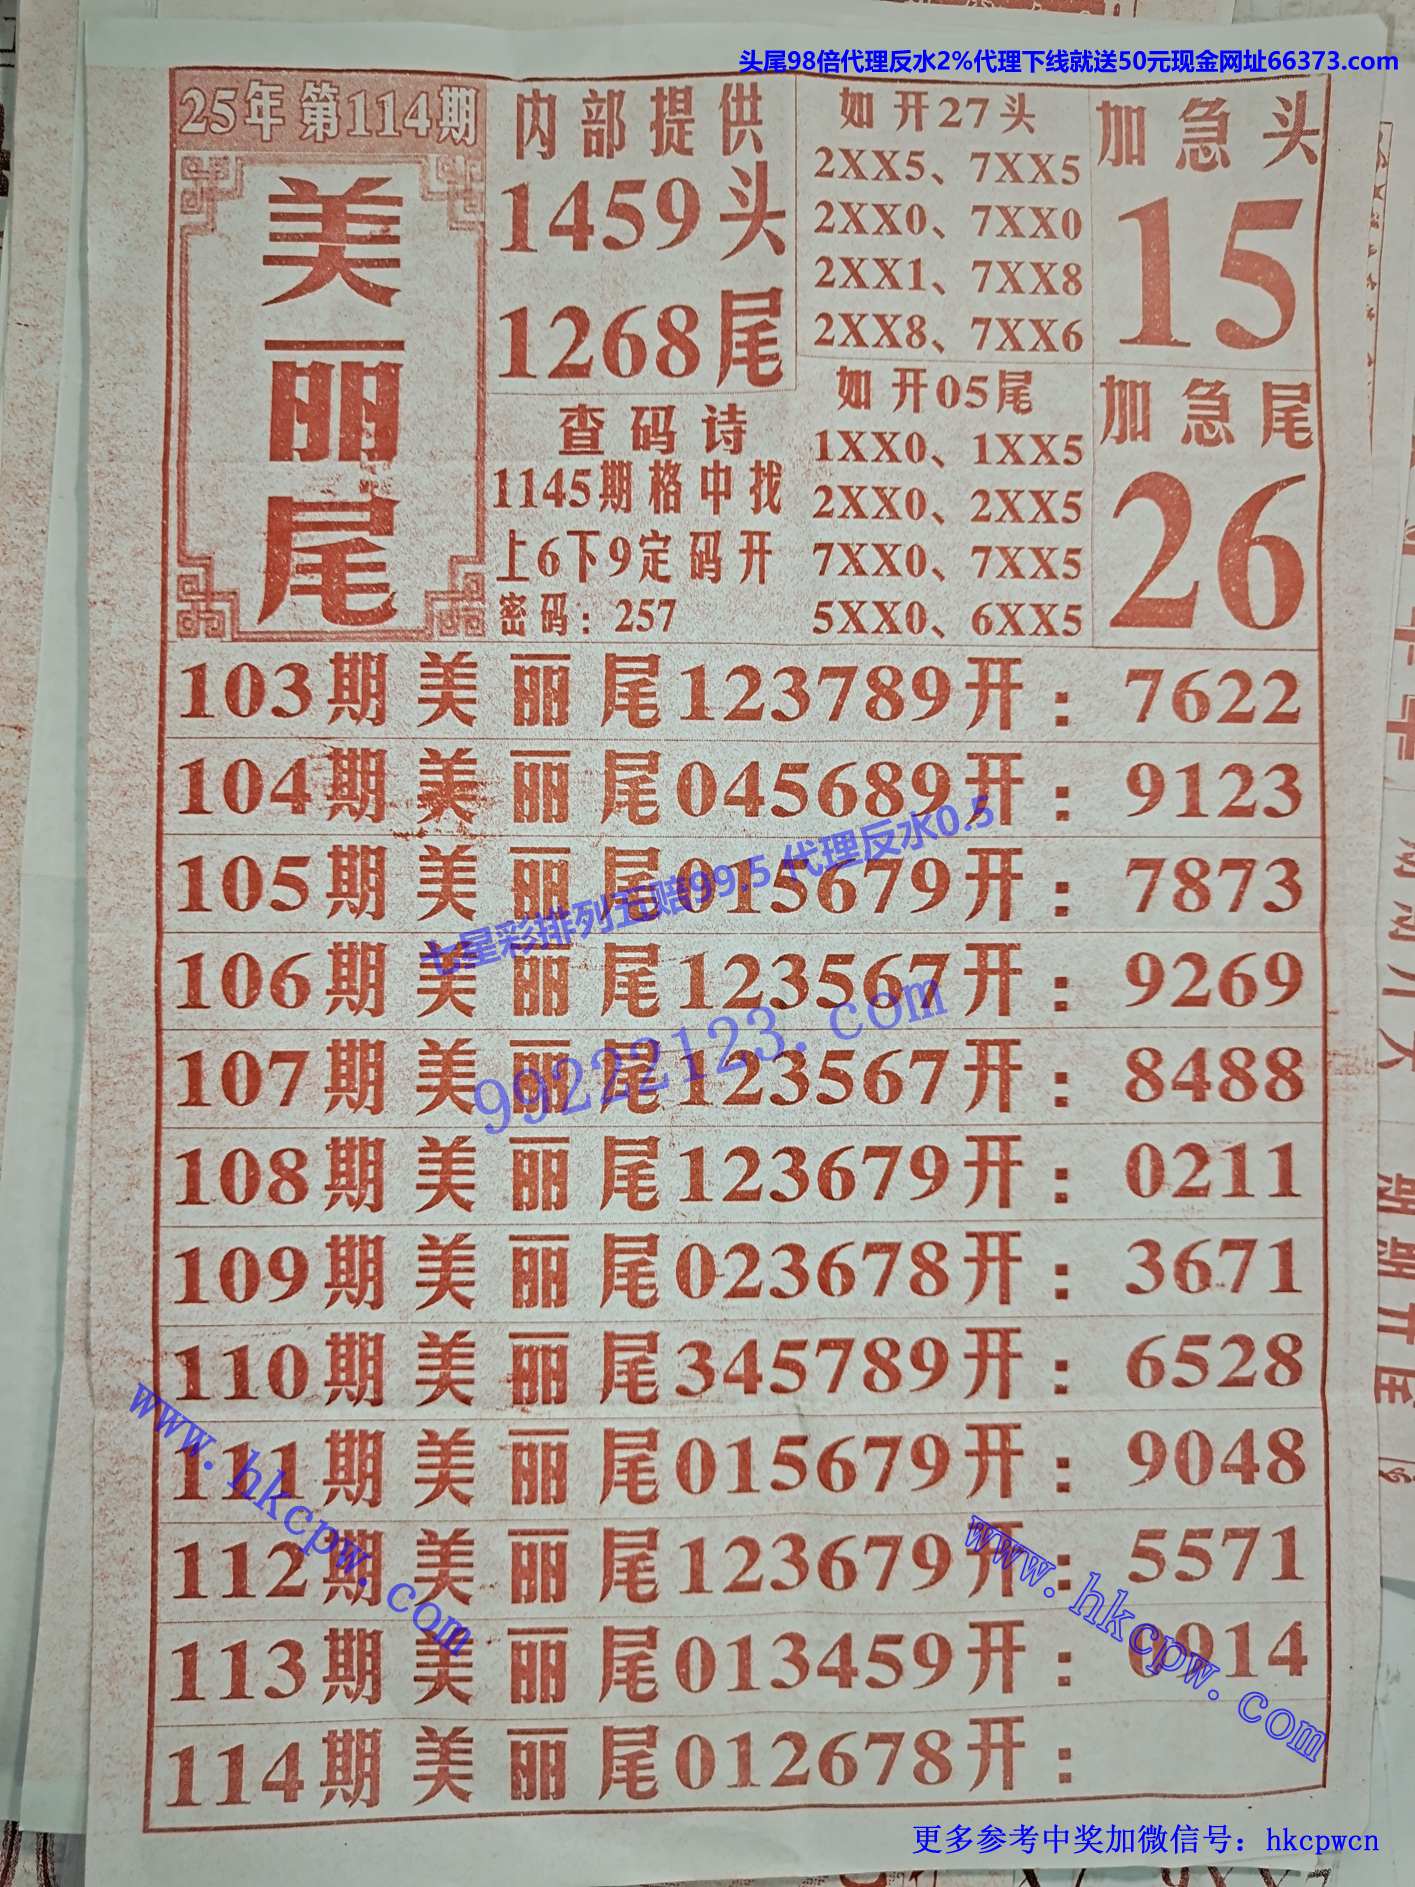 头尾98倍代理反水2%代理下线就送50元现金网址66373.com
25年 第114期
美丽尾
内部提供
1459头
1268尾
查码诗
1145期格中找
上6下9定码开
密码：257
如开27头
2XX5、7XX5
2XX0、7XX0
2XX1、7XX8
2XX8、7XX6
如开05尾
1XX0、1XX5
2XX0、2XX5
7XX0、7XX5
5XX0、6XX5
加急头
15
加急尾
26
103期美丽尾123789开：7622
104期美丽尾045689开：9123
105期美丽尾015679开：7873
106期美丽尾123567开：9269
107期美丽尾123567开：8488
108期美丽尾123679开：0211
109期美丽尾023678开：3671
110期美丽尾345789开：6528
111期美丽尾015679开：9048
112期美丽尾123679开：5571
113期美丽尾013459开：0914
114期美丽尾012678开：
七星彩排列五赔99.5 代理反水0.5
99222123.com
www.hkcpw.com
www.hkcpw.com
更多参考中奖加微信号：hkcpwcn